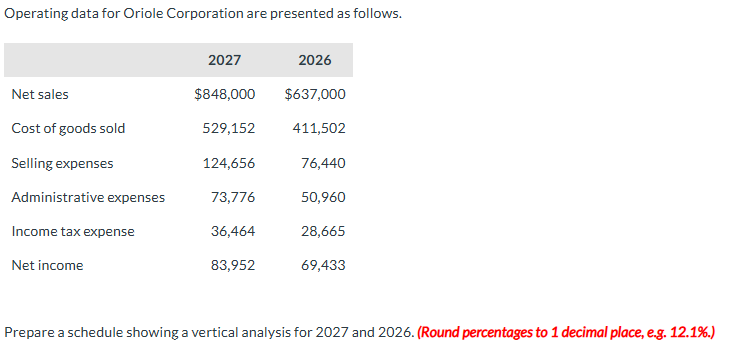 Operating data for Oriole Corporation are presented as follows.
2027 2026
Net sales $848,000 $637,000
Cost of goods sold 529,152 411,502
Selling expenses 124,656 76,440
Administrative expenses 73,776 50,960
Income tax expense 36,464 28,665
Net income 83,952 69,433
Prepare a schedule showing a vertical analysis for 2027 and 2026. (Round percentages to 1 decimal place, e.g. 12.1%.)